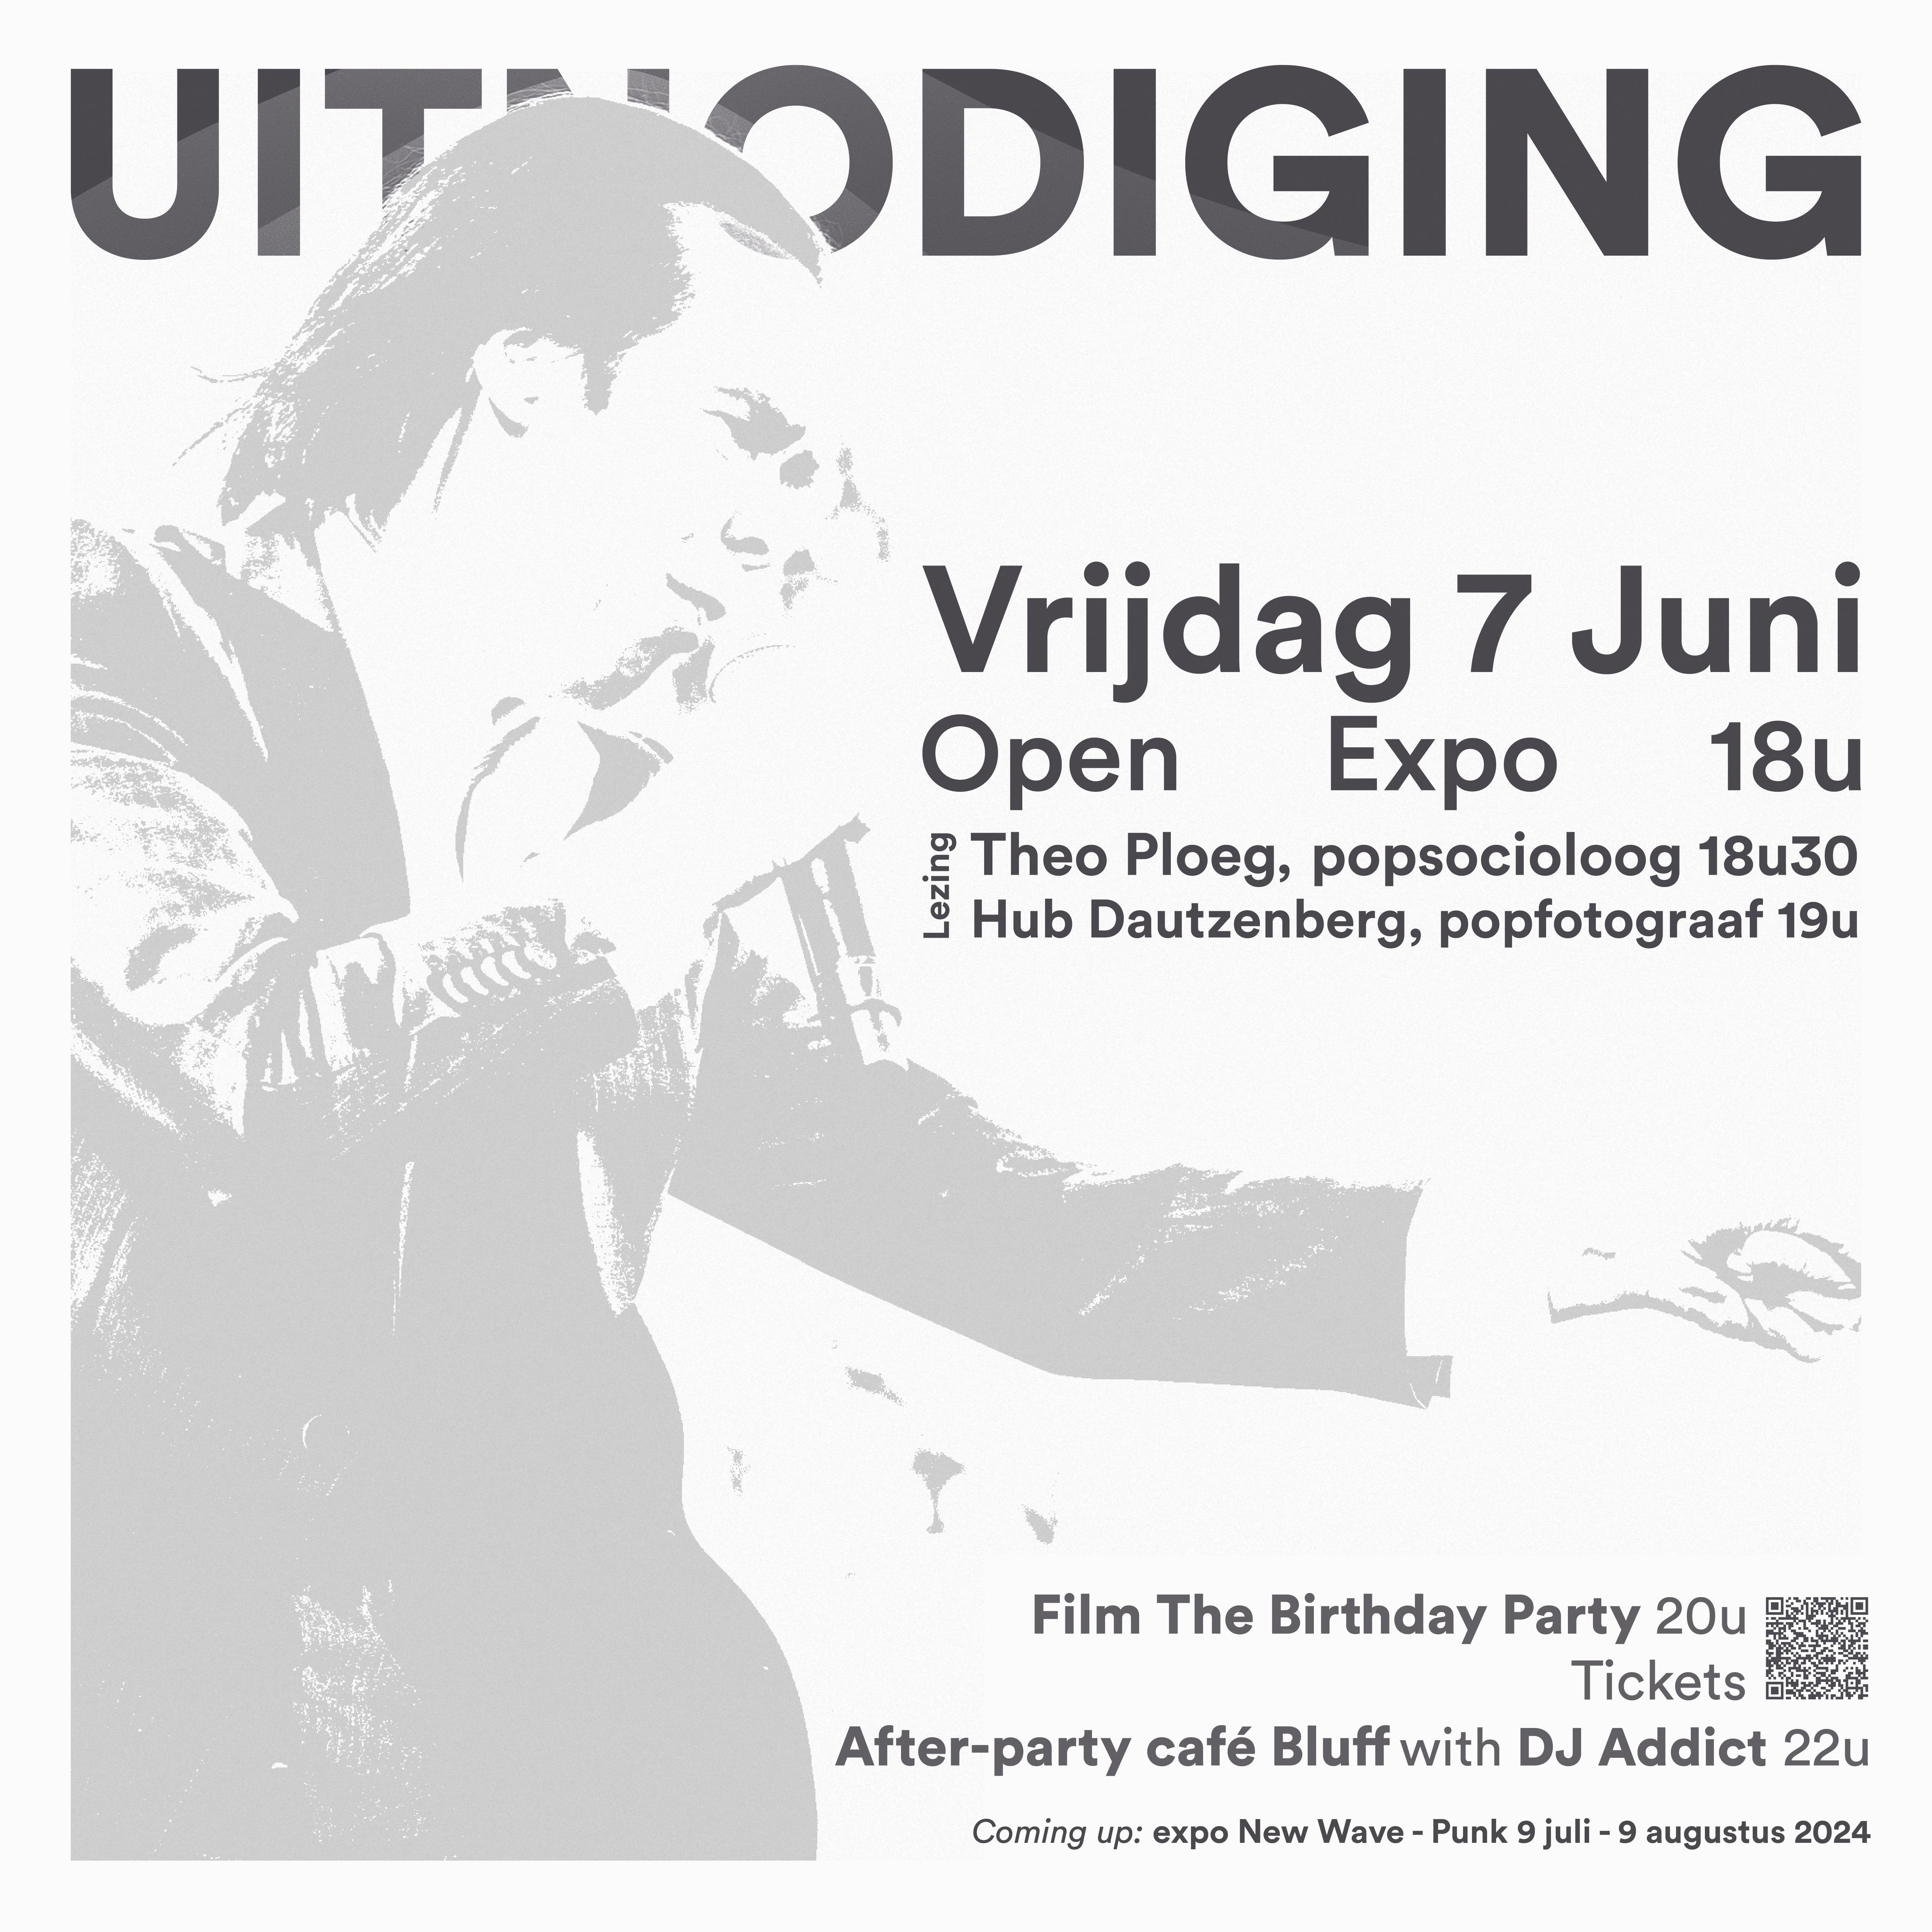 UITNODIGING
Vrijdag 7 Juni
Open Expo 18u
Lezing
Theo Ploeg, popsocioloog 18u30
Hub Dautzenberg, popfotograaf 19u
Film The Birthday Party 20u
Tickets
After-party café Bluff with DJ Addict 22u
Coming up: expo New Wave - Punk 9 juli - 9 augustus 2024